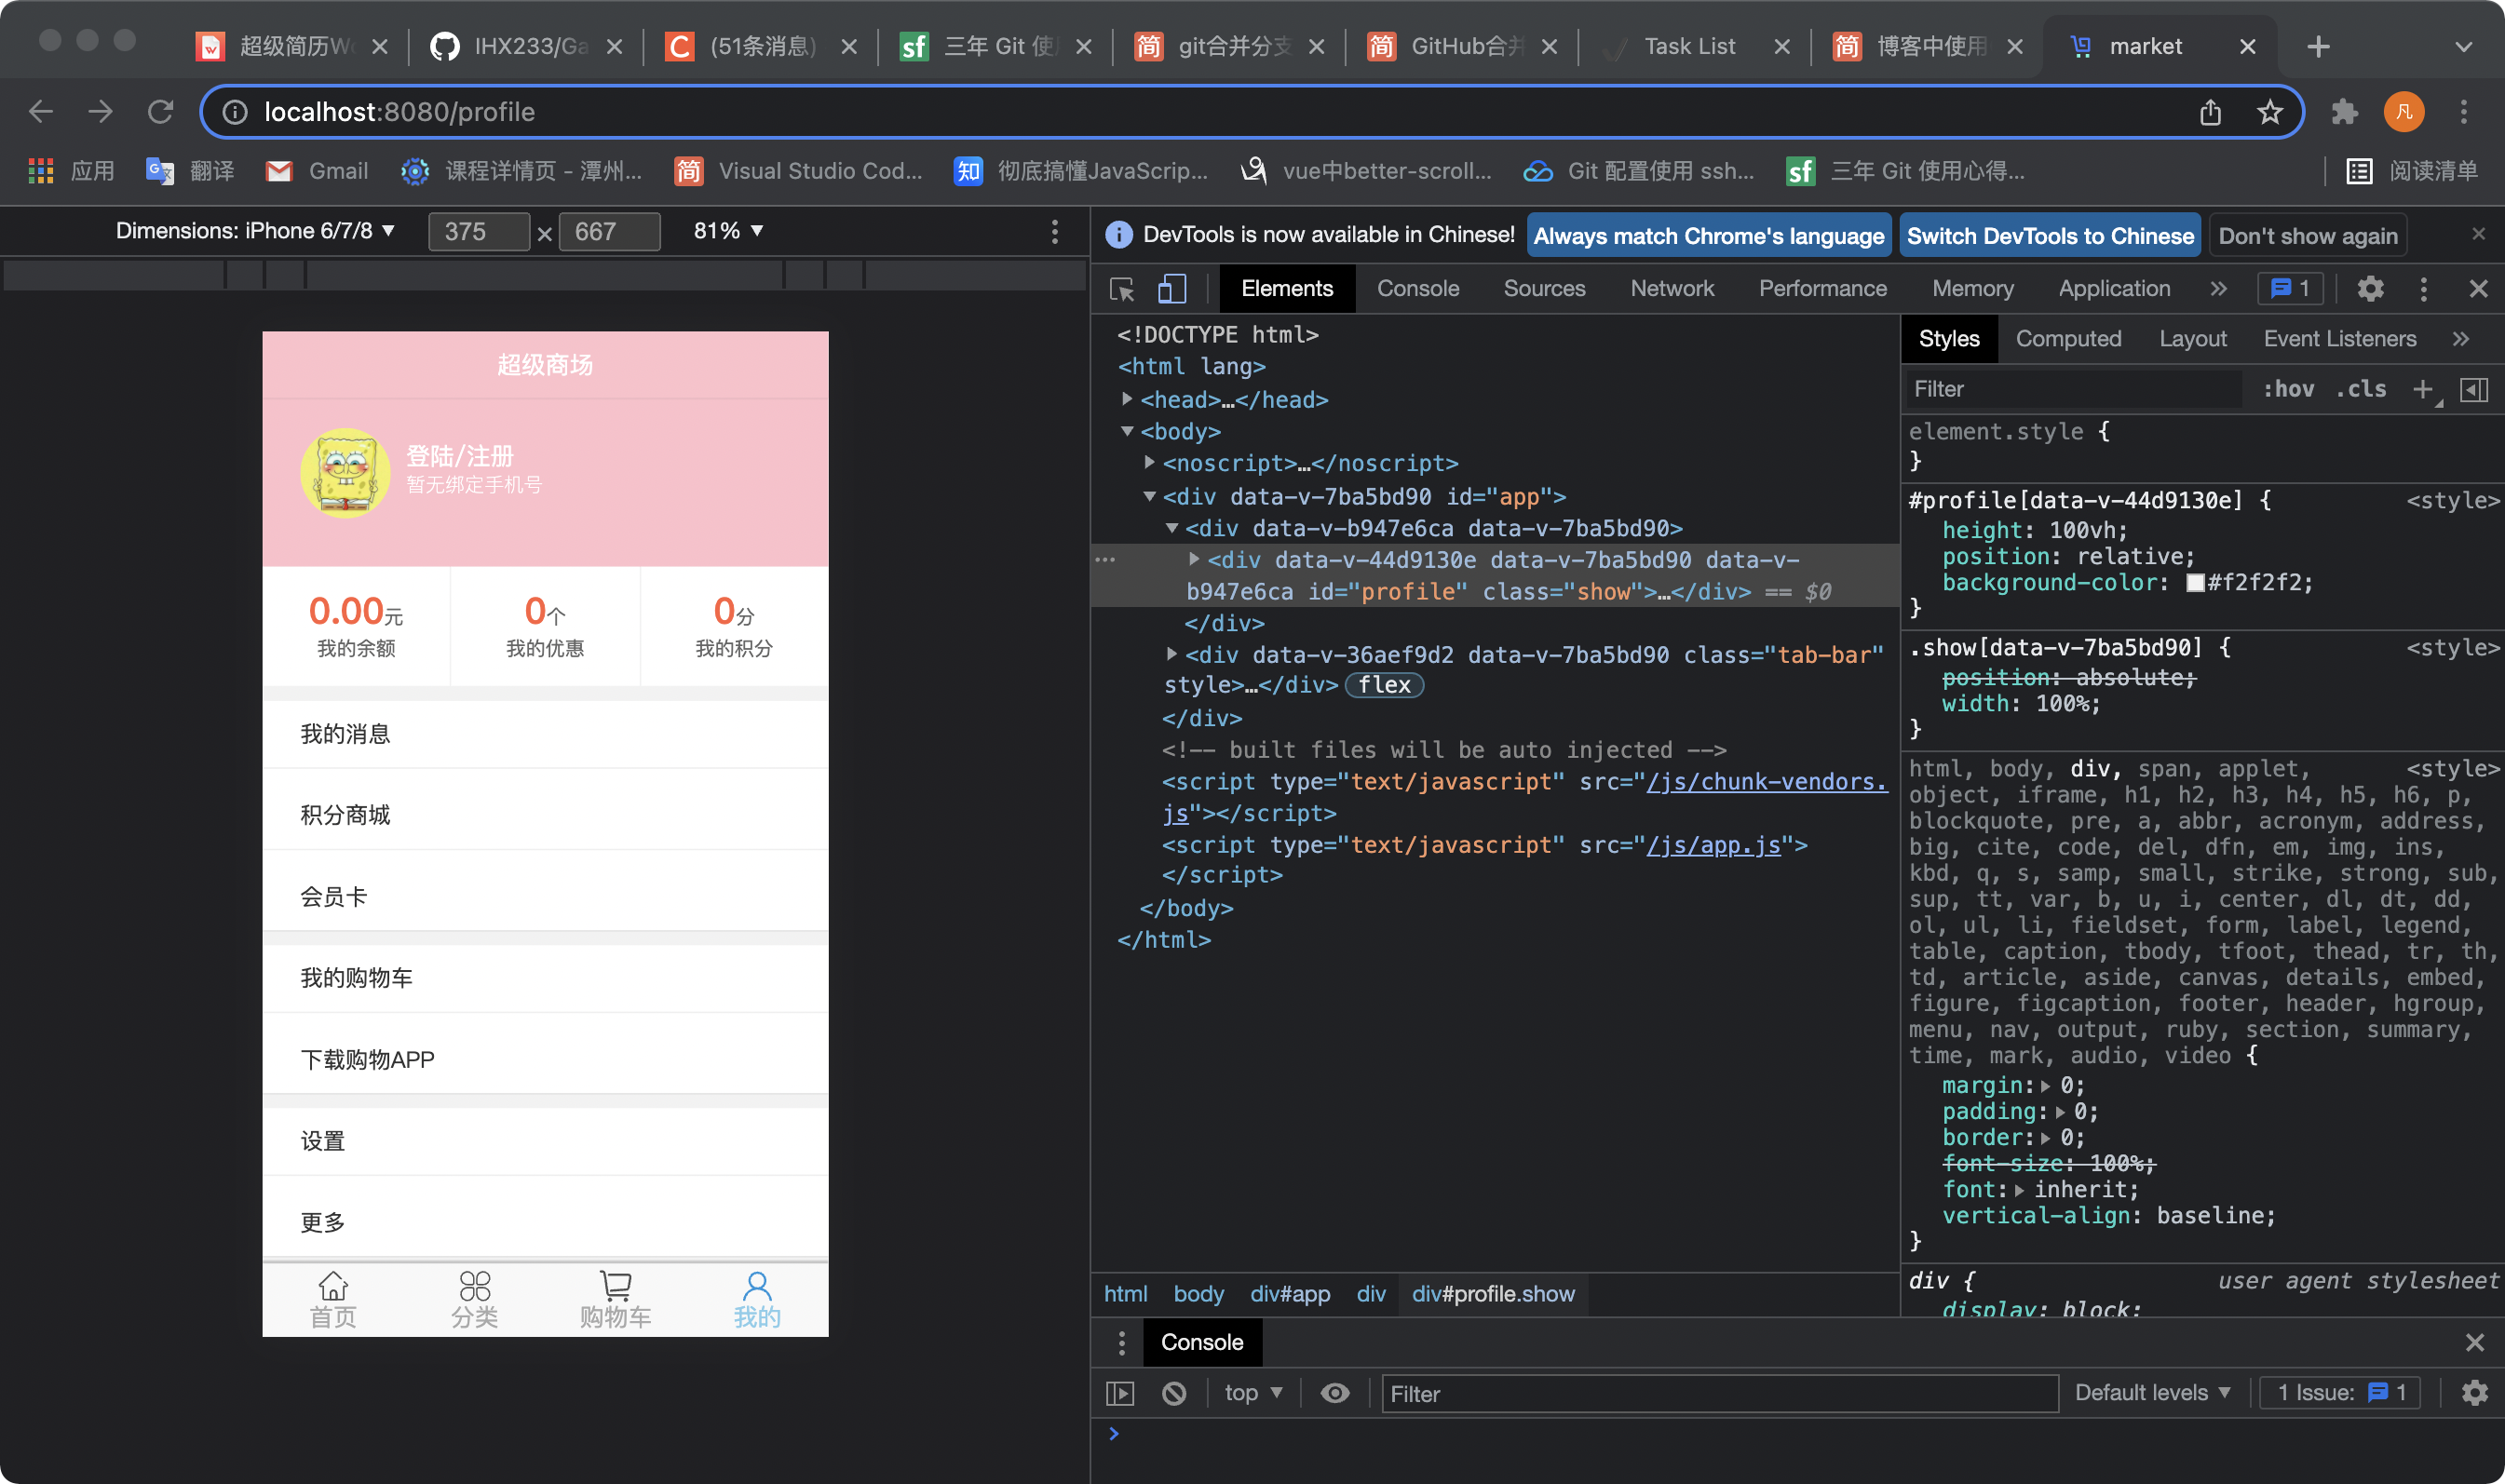 超级简历Wo
IHX233/Ga
(51条消息)
三年 Git 使
git合并分支
GitHub合并
Task List
博客中使用
market
localhost:8080/profile
凡
应用
翻译
Gmail
课程详情页 - 潭州...
Visual Studio Cod...
彻底搞懂JavaScrip...
vue中better-scroll...
Git 配置使用 ssh...
三年 Git 使用心得...
阅读清单
Dimensions: iPhone 6/7/8 ▼ 375 × 667 81% ▼
超级商场
登陆/注册
暂无绑定手机号
0.00元 0个 0分
我的余额 我的优惠 我的积分
我的消息
积分商城
会员卡
我的购物车
下载购物APP
设置
更多
首页 分类 购物车 我的
DevTools is now available in Chinese! Always match Chrome's language Switch DevTools to Chinese Don't show again
Elements Console Sources Network Performance Memory Application » 1
<!DOCTYPE html>
<html lang>
<head>…</head>
<body>
<noscript>…</noscript>
<div data-v-7ba5bd90 id="app">
<div data-v-b947e6ca data-v-7ba5bd90>
<div data-v-44d9130e data-v-7ba5bd90 data-v-
b947e6ca id="profile" class="show">…</div> == $0
</div>
<div data-v-36aef9d2 data-v-7ba5bd90 class="tab-bar"
style>…</div> flex
</div>
<!-- built files will be auto injected -->
<script type="text/javascript" src="/js/chunk-vendors.
js"></script>
<script type="text/javascript" src="/js/app.js">
</script>
</body>
</html>
html body div#app div div#profile.show
Styles Computed Layout Event Listeners »
Filter :hov .cls +
element.style {
}
#profile[data-v-44d9130e] { <style>
height: 100vh;
position: relative;
background-color: #f2f2f2;
}
.show[data-v-7ba5bd90] { <style>
position: absolute;
width: 100%;
}
html, body, div, span, applet, <style>
object, iframe, h1, h2, h3, h4, h5, h6, p,
blockquote, pre, a, abbr, acronym, address,
big, cite, code, del, dfn, em, img, ins,
kbd, q, s, samp, small, strike, strong, sub,
sup, tt, var, b, u, i, center, dl, dt, dd,
ol, ul, li, fieldset, form, label, legend,
table, caption, tbody, tfoot, thead, tr, th,
td, article, aside, canvas, details, embed,
figure, figcaption, footer, header, hgroup,
menu, nav, output, ruby, section, summary,
time, mark, audio, video {
margin: 0;
padding: 0;
border: 0;
font-size: 100%;
font: inherit;
vertical-align: baseline;
}
div { user agent stylesheet
display: block;
Console
top ▼ Filter Default levels ▼ 1 Issue: 1